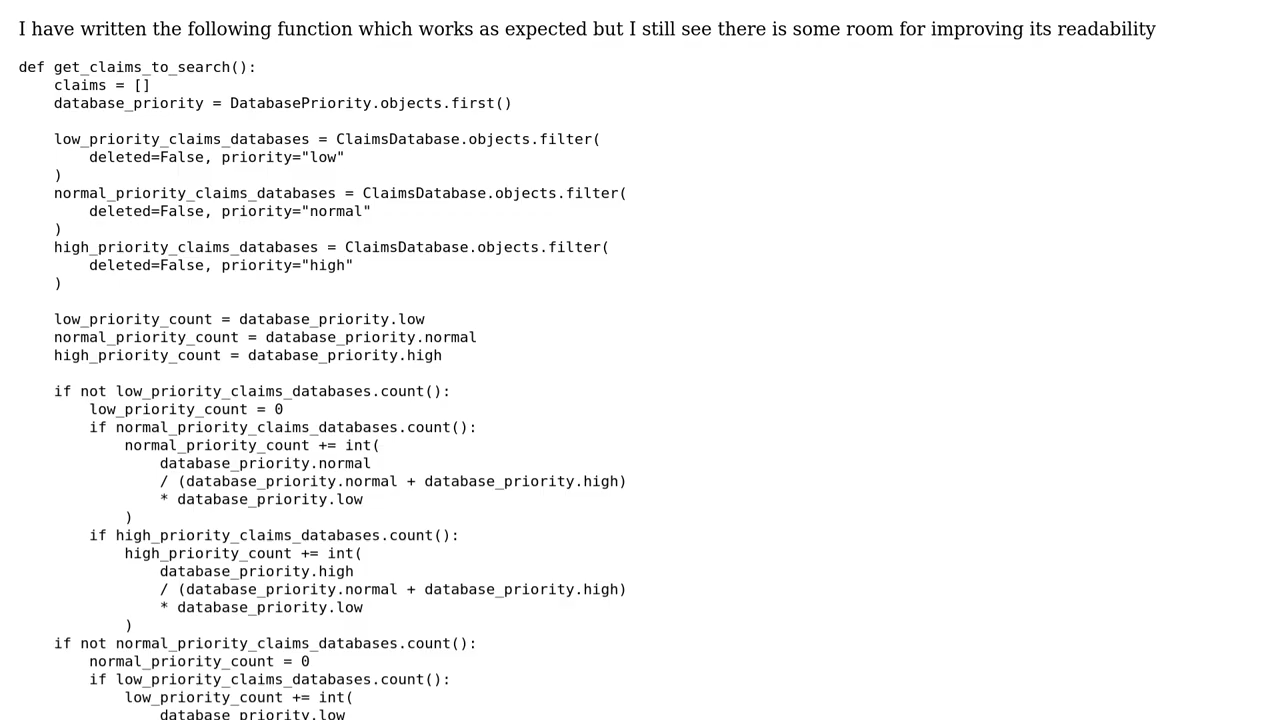 I have written the following function which works as expected but I still see there is some room for improving its readability
def get_claims_to_search():
    claims = []
    database_priority = DatabasePriority.objects.first()

    low_priority_claims_databases = ClaimsDatabase.objects.filter(
        deleted=False, priority="low"
    )
    normal_priority_claims_databases = ClaimsDatabase.objects.filter(
        deleted=False, priority="normal"
    )
    high_priority_claims_databases = ClaimsDatabase.objects.filter(
        deleted=False, priority="high"
    )

    low_priority_count = database_priority.low
    normal_priority_count = database_priority.normal
    high_priority_count = database_priority.high

    if not low_priority_claims_databases.count():
        low_priority_count = 0
        if normal_priority_claims_databases.count():
            normal_priority_count += int(
                database_priority.normal
                / (database_priority.normal + database_priority.high)
                * database_priority.low
            )
        if high_priority_claims_databases.count():
            high_priority_count += int(
                database_priority.high
                / (database_priority.normal + database_priority.high)
                * database_priority.low
            )
    if not normal_priority_claims_databases.count():
        normal_priority_count = 0
        if low_priority_claims_databases.count():
            low_priority_count += int(
                database_priority.low